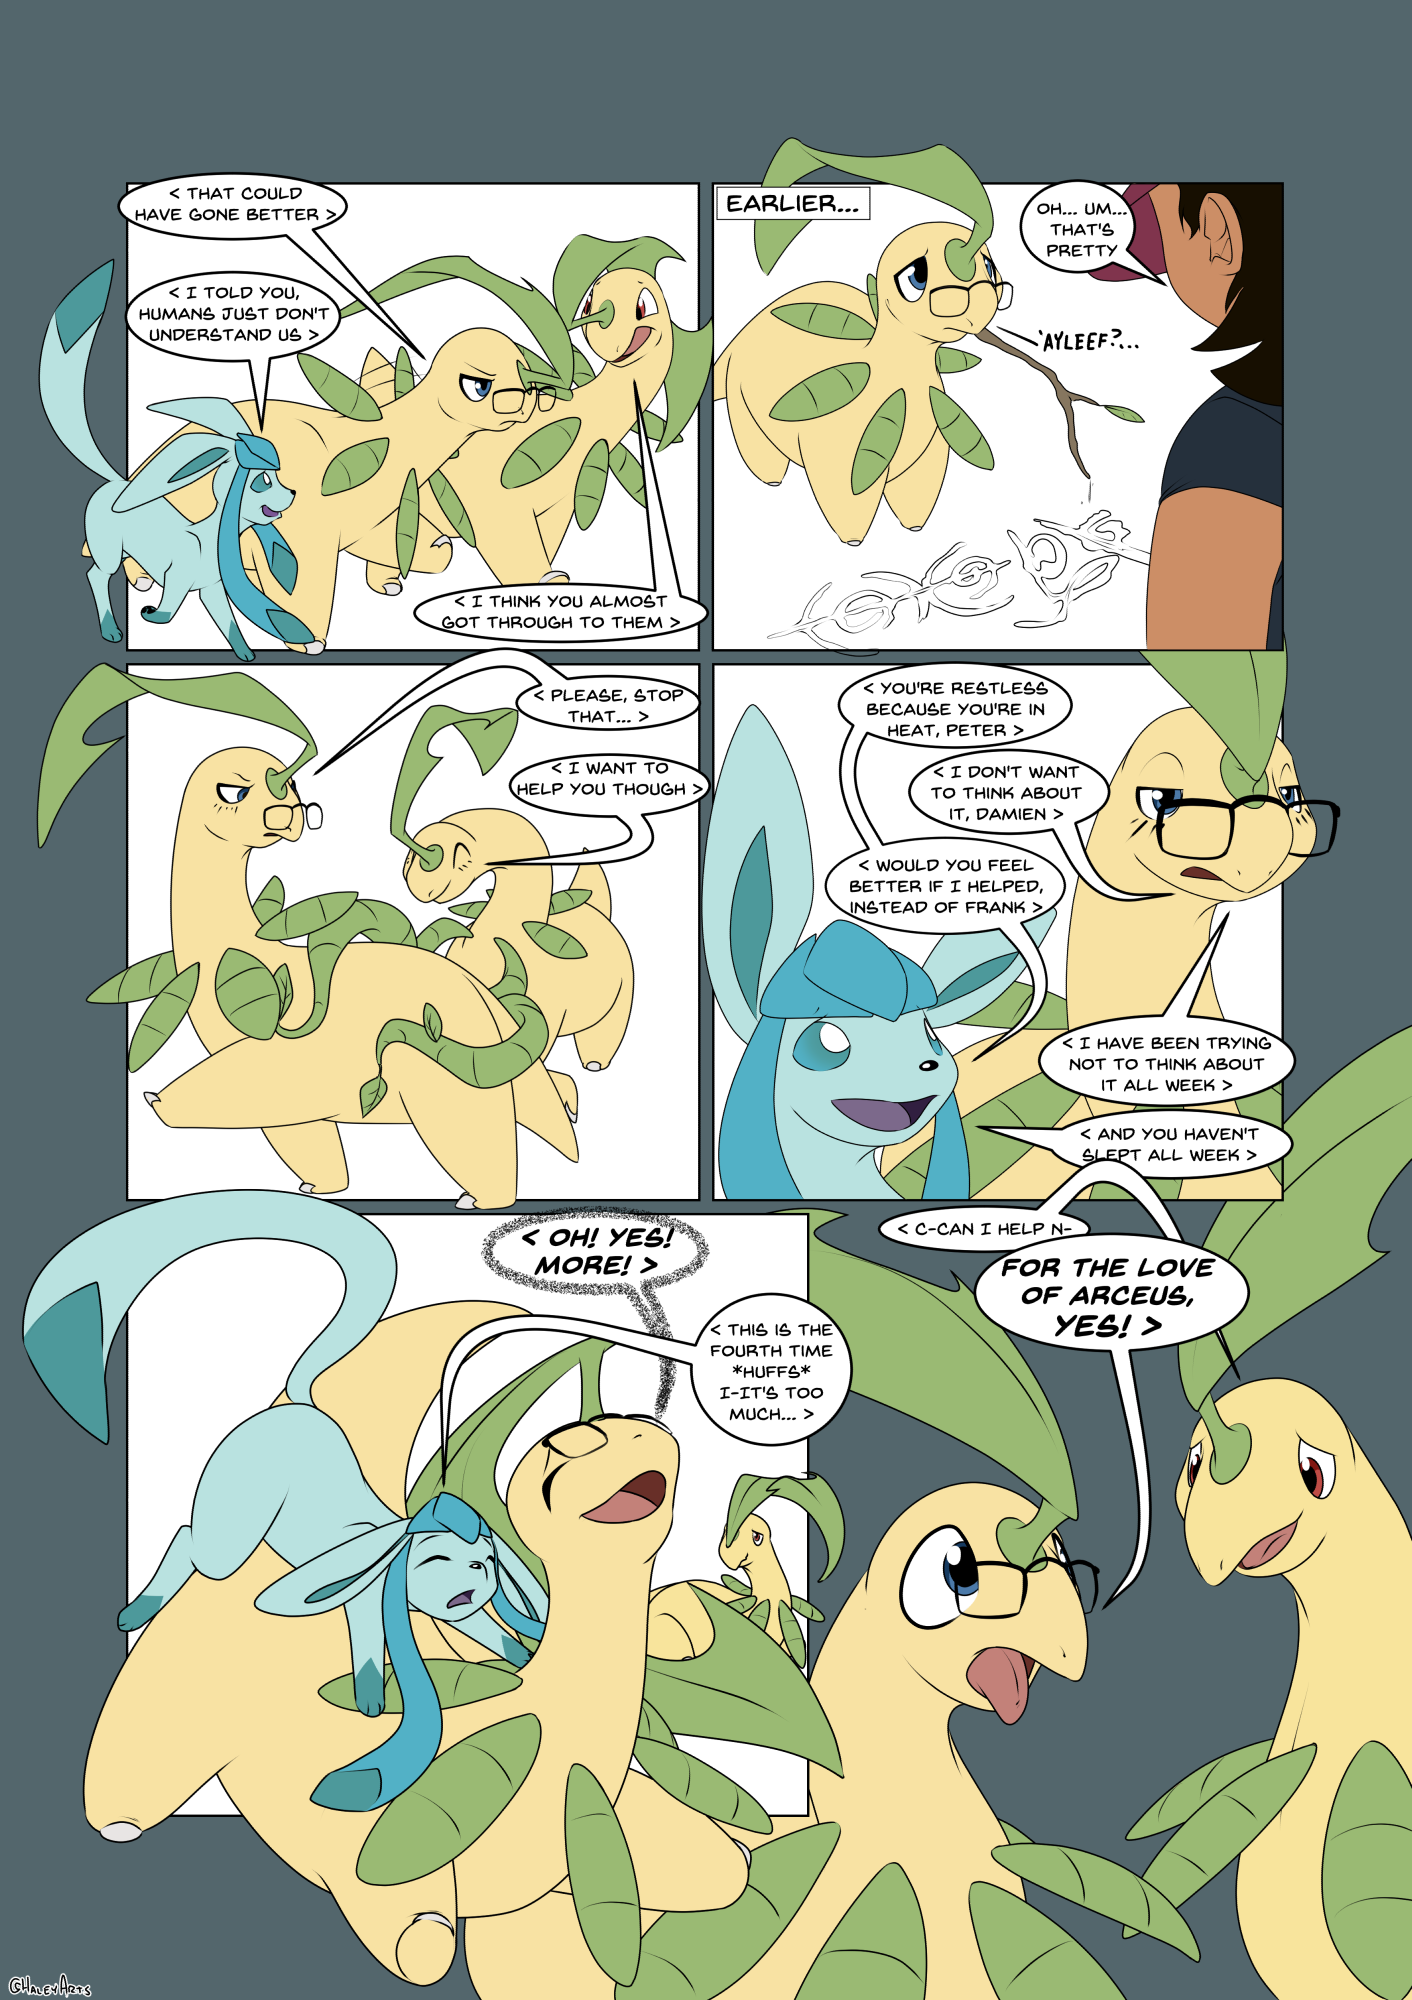 < THAT COULD
HAVE GONE BETTER >
< I TOLD YOU,
HUMANS JUST DON'T
UNDERSTAND US >
< I THINK YOU ALMOST
GOT THROUGH TO THEM >
EARLIER...
OH... UM...
THAT'S
PRETTY
'AYLEEF?...
< PLEASE, STOP
THAT... >
< I WANT TO
HELP YOU THOUGH >
< YOU'RE RESTLESS
BECAUSE YOU'RE IN
HEAT, PETER >
< I DON'T WANT
TO THINK ABOUT
IT, DAMIEN >
< WOULD YOU FEEL
BETTER IF I HELPED,
INSTEAD OF FRANK >
< I HAVE BEEN TRYING
NOT TO THINK ABOUT
IT ALL WEEK >
< AND YOU HAVEN'T
SLEPT ALL WEEK >
< OH! YES!
MORE! >
< THIS IS THE
FOURTH TIME
*HUFFS*
I-IT'S TOO
MUCH... >
< C-CAN I HELP N-
FOR THE LOVE
OF ARCEUS,
YES! >
@HALEYARTS